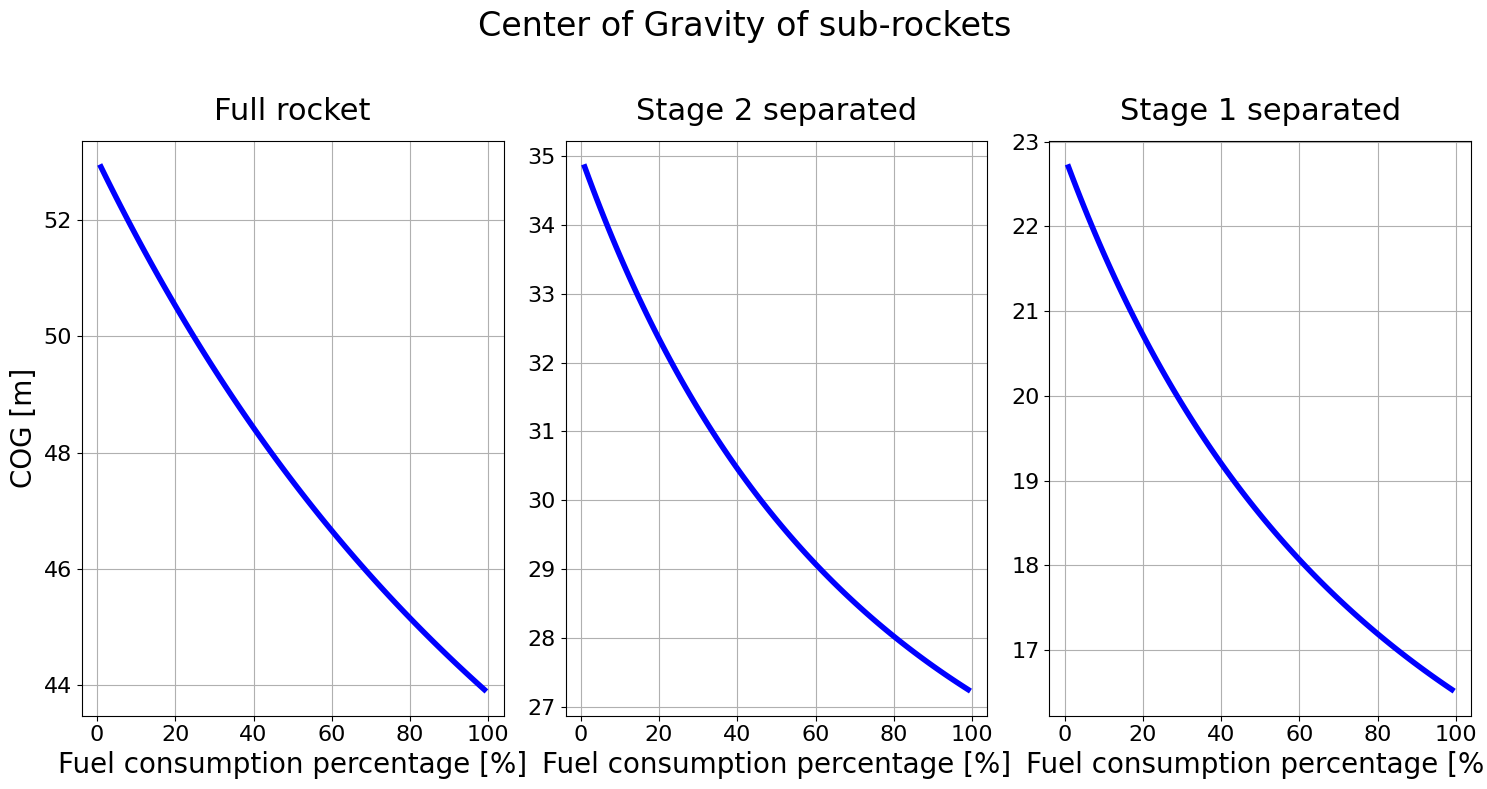 Center of Gravity of sub-rockets
Full rocket
Stage 2 separated
Stage 1 separated
COG [m]
52
50
48
46
44
0 20 40 60 80 100
Fuel consumption percentage [%]
35
34
33
32
31
30
29
28
27
0 20 40 60 80 100
Fuel consumption percentage [%]
23
22
21
20
19
18
17
0 20 40 60 80 100
Fuel consumption percentage [%